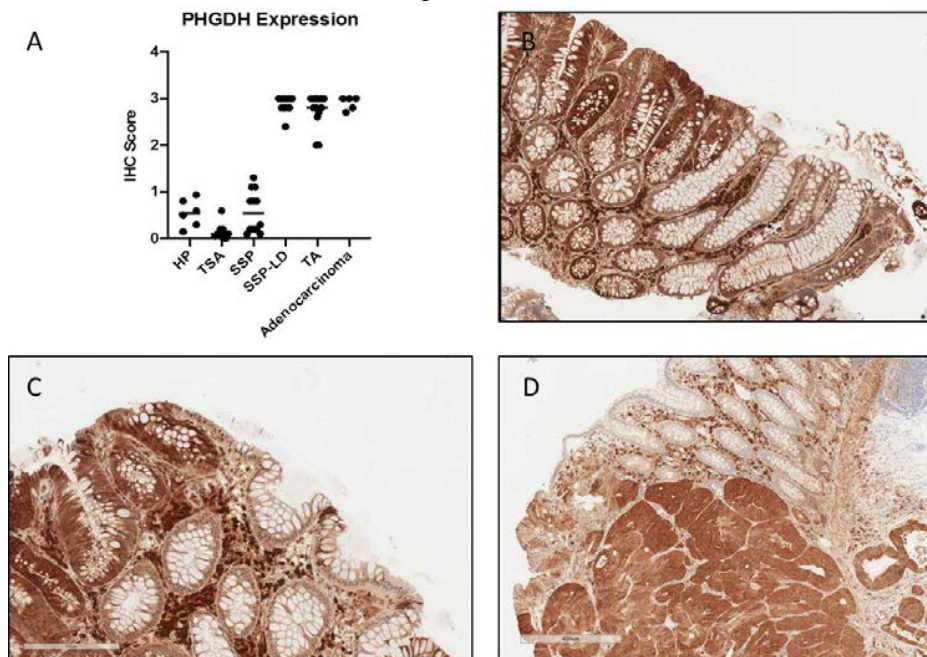 PHGDH Expression
A
4
3
2
1
0
IHC Score
HP
TSA
SSP
SSP-LD
TA
Adenocarcinoma
B
C
D